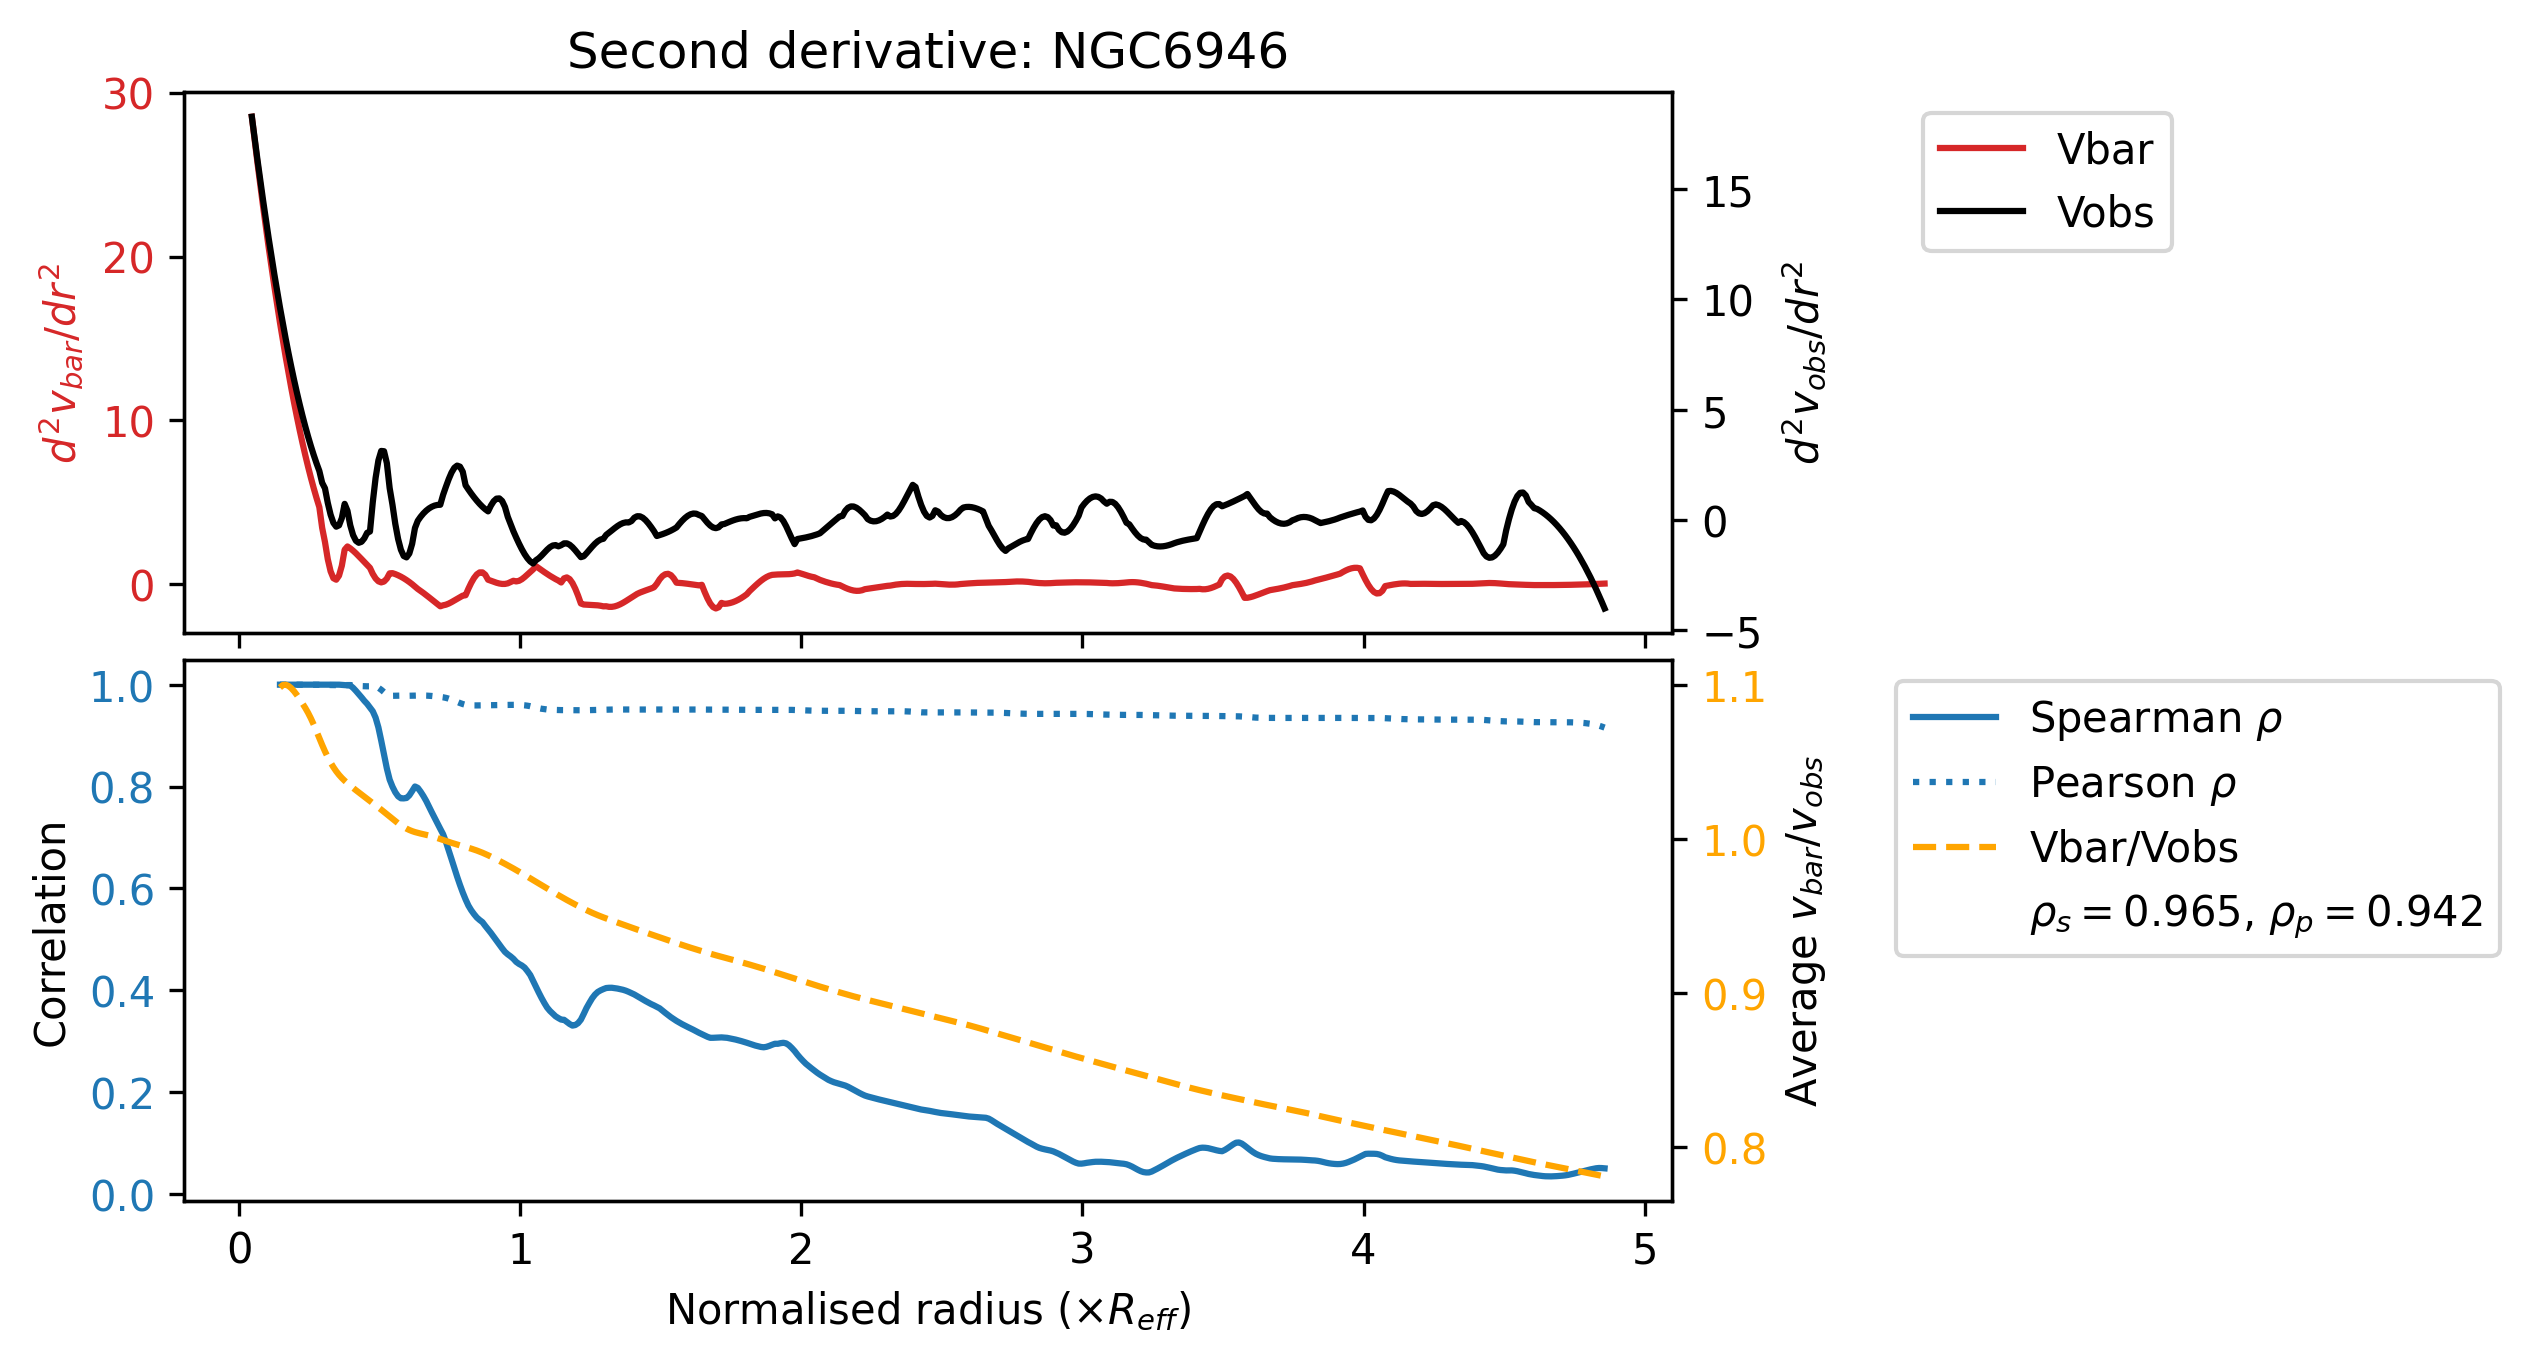 Second derivative: NGC6946
30
20
10
0
d²v_bar/dr²
15
10
5
0
−5
d²v_obs/dr²
Vbar
Vobs
1.0
0.8
0.6
0.4
0.2
0.0
Correlation
1.1
1.0
0.9
0.8
Average v_bar/v_obs
Spearman ρ
Pearson ρ
Vbar/Vobs
ρ_s = 0.965, ρ_p = 0.942
0 1 2 3 4 5
Normalised radius (×R_eff)